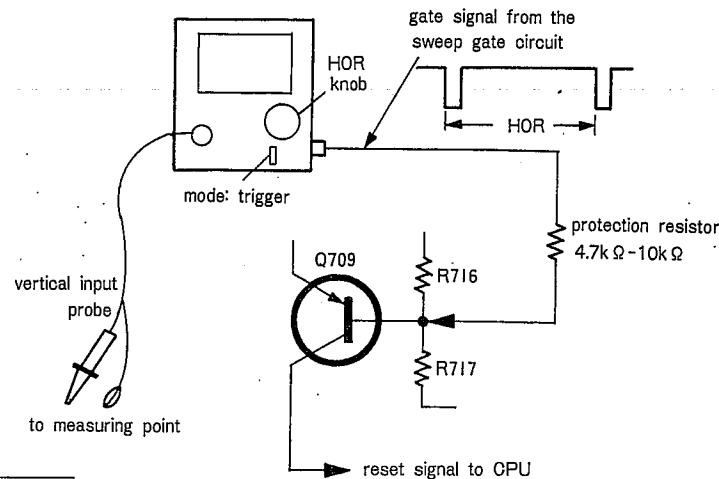 gate signal from the
sweep gate circuit
HOR
knob
HOR
mode: trigger
protection resistor
4.7kΩ-10kΩ
Q709
R716
vertical input
probe
R717
to measuring point
reset signal to CPU